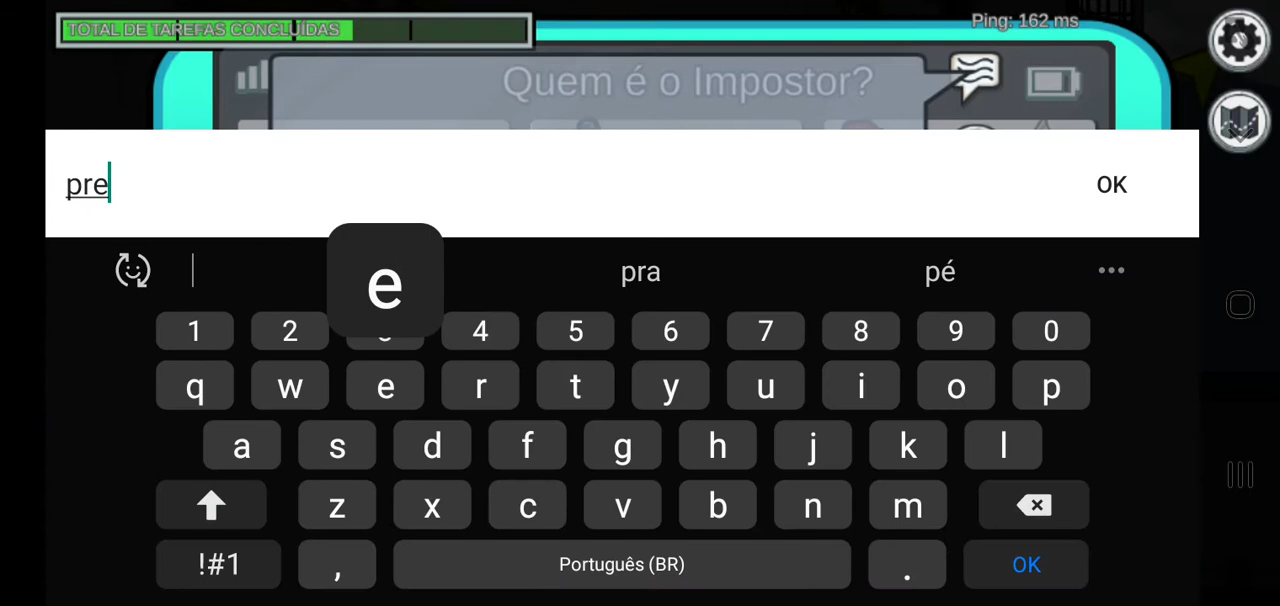 TOTAL DE TAREFAS CONCLUÍDAS
Ping: 162 ms
Quem é o Impostor?
pre
OK
e
pra
pé
1 2 4 5 6 7 8 9 0
q w e r t y u i o p
a s d f g h j k l
z x c v b n m
!#1 , Português (BR) . OK